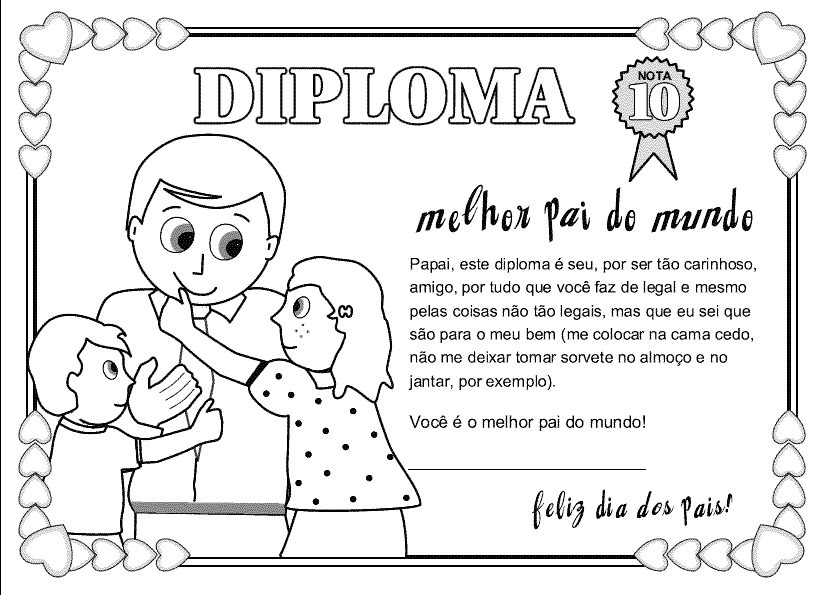 DIPLOMA
NOTA
10
melhor pai do mundo
Papai, este diploma é seu, por ser tão carinhoso,
amigo, por tudo que você faz de legal e mesmo
pelas coisas não tão legais, mas que eu sei que
são para o meu bem (me colocar na cama cedo,
não me deixar tomar sorvete no almoço e no
jantar, por exemplo).
Você é o melhor pai do mundo!
feliz dia dos pais!